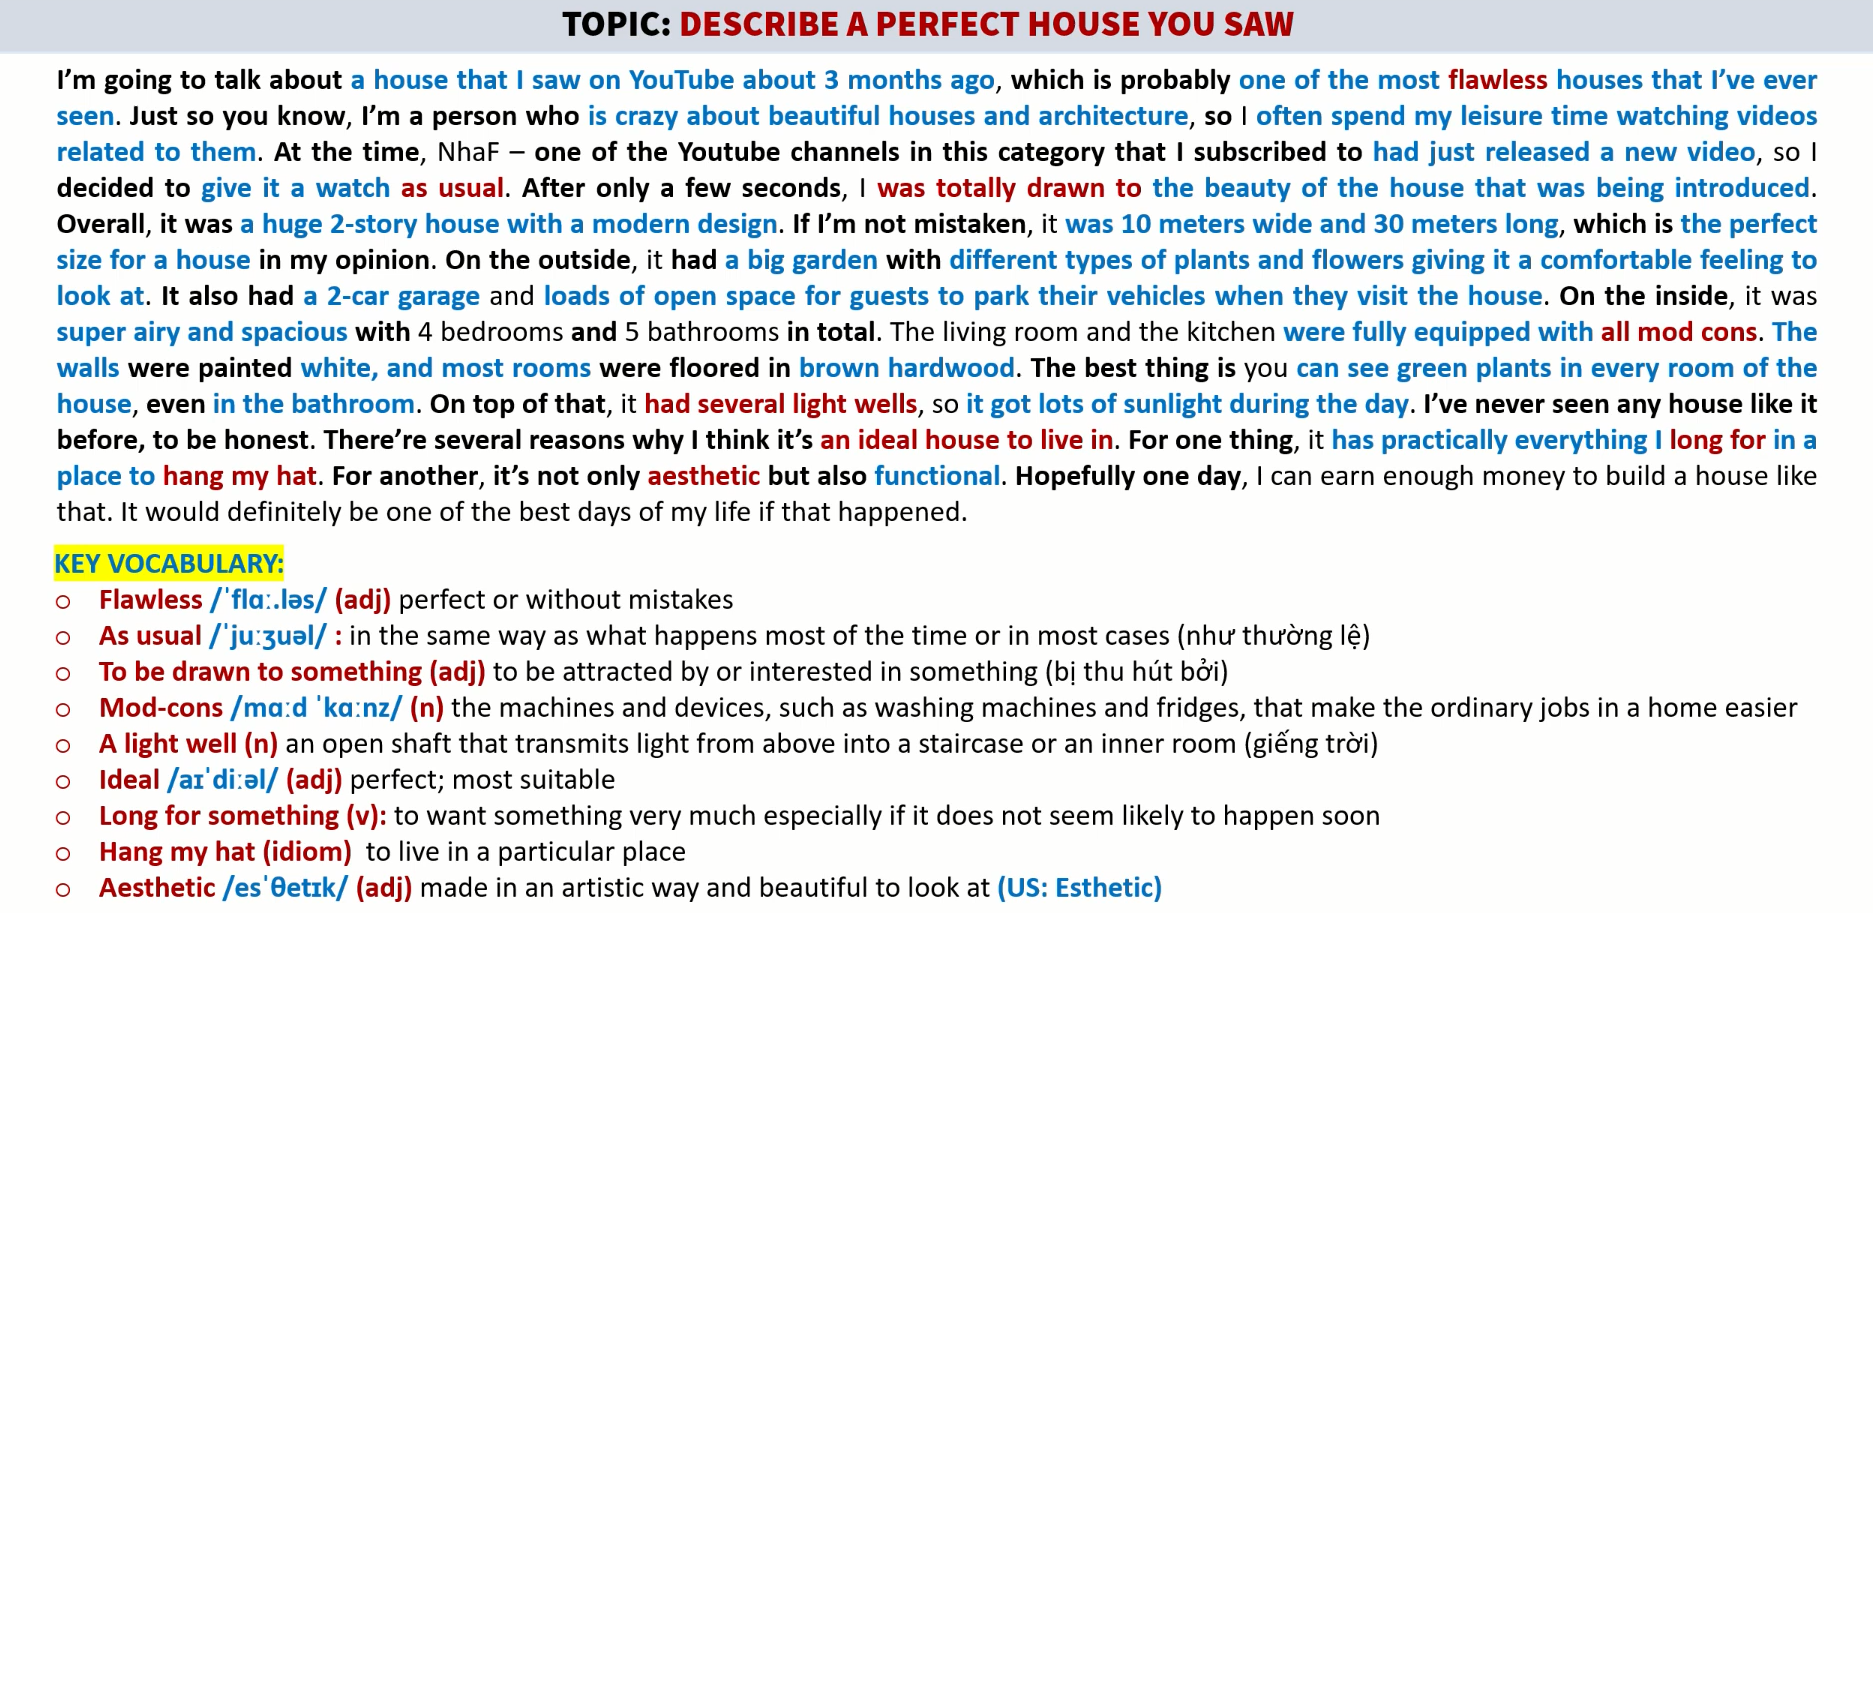 TOPIC: DESCRIBE A PERFECT HOUSE YOU SAW
I’m going to talk about a house that I saw on YouTube about 3 months ago, which is probably one of the most flawless houses that I’ve ever
seen. Just so you know, I’m a person who is crazy about beautiful houses and architecture, so I often spend my leisure time watching videos
related to them. At the time, NhaF – one of the Youtube channels in this category that I subscribed to had just released a new video, so I
decided to give it a watch as usual. After only a few seconds, I was totally drawn to the beauty of the house that was being introduced.
Overall, it was a huge 2-story house with a modern design. If I’m not mistaken, it was 10 meters wide and 30 meters long, which is the perfect
size for a house in my opinion. On the outside, it had a big garden with different types of plants and flowers giving it a comfortable feeling to
look at. It also had a 2-car garage and loads of open space for guests to park their vehicles when they visit the house. On the inside, it was
super airy and spacious with 4 bedrooms and 5 bathrooms in total. The living room and the kitchen were fully equipped with all mod cons. The
walls were painted white, and most rooms were floored in brown hardwood. The best thing is you can see green plants in every room of the
house, even in the bathroom. On top of that, it had several light wells, so it got lots of sunlight during the day. I’ve never seen any house like it
before, to be honest. There’re several reasons why I think it’s an ideal house to live in. For one thing, it has practically everything I long for in a
place to hang my hat. For another, it’s not only aesthetic but also functional. Hopefully one day, I can earn enough money to build a house like
that. It would definitely be one of the best days of my life if that happened.
KEY VOCABULARY:
o Flawless /ˈflɑː.ləs/ (adj) perfect or without mistakes
o As usual /ˈjuːʒuəl/ : in the same way as what happens most of the time or in most cases (như thường lệ)
o To be drawn to something (adj) to be attracted by or interested in something (bị thu hút bởi)
o Mod-cons /mɑːd ˈkɑːnz/ (n) the machines and devices, such as washing machines and fridges, that make the ordinary jobs in a home easier
o A light well (n) an open shaft that transmits light from above into a staircase or an inner room (giếng trời)
o Ideal /aɪˈdiːəl/ (adj) perfect; most suitable
o Long for something (v): to want something very much especially if it does not seem likely to happen soon
o Hang my hat (idiom) to live in a particular place
o Aesthetic /esˈθetɪk/ (adj) made in an artistic way and beautiful to look at (US: Esthetic)